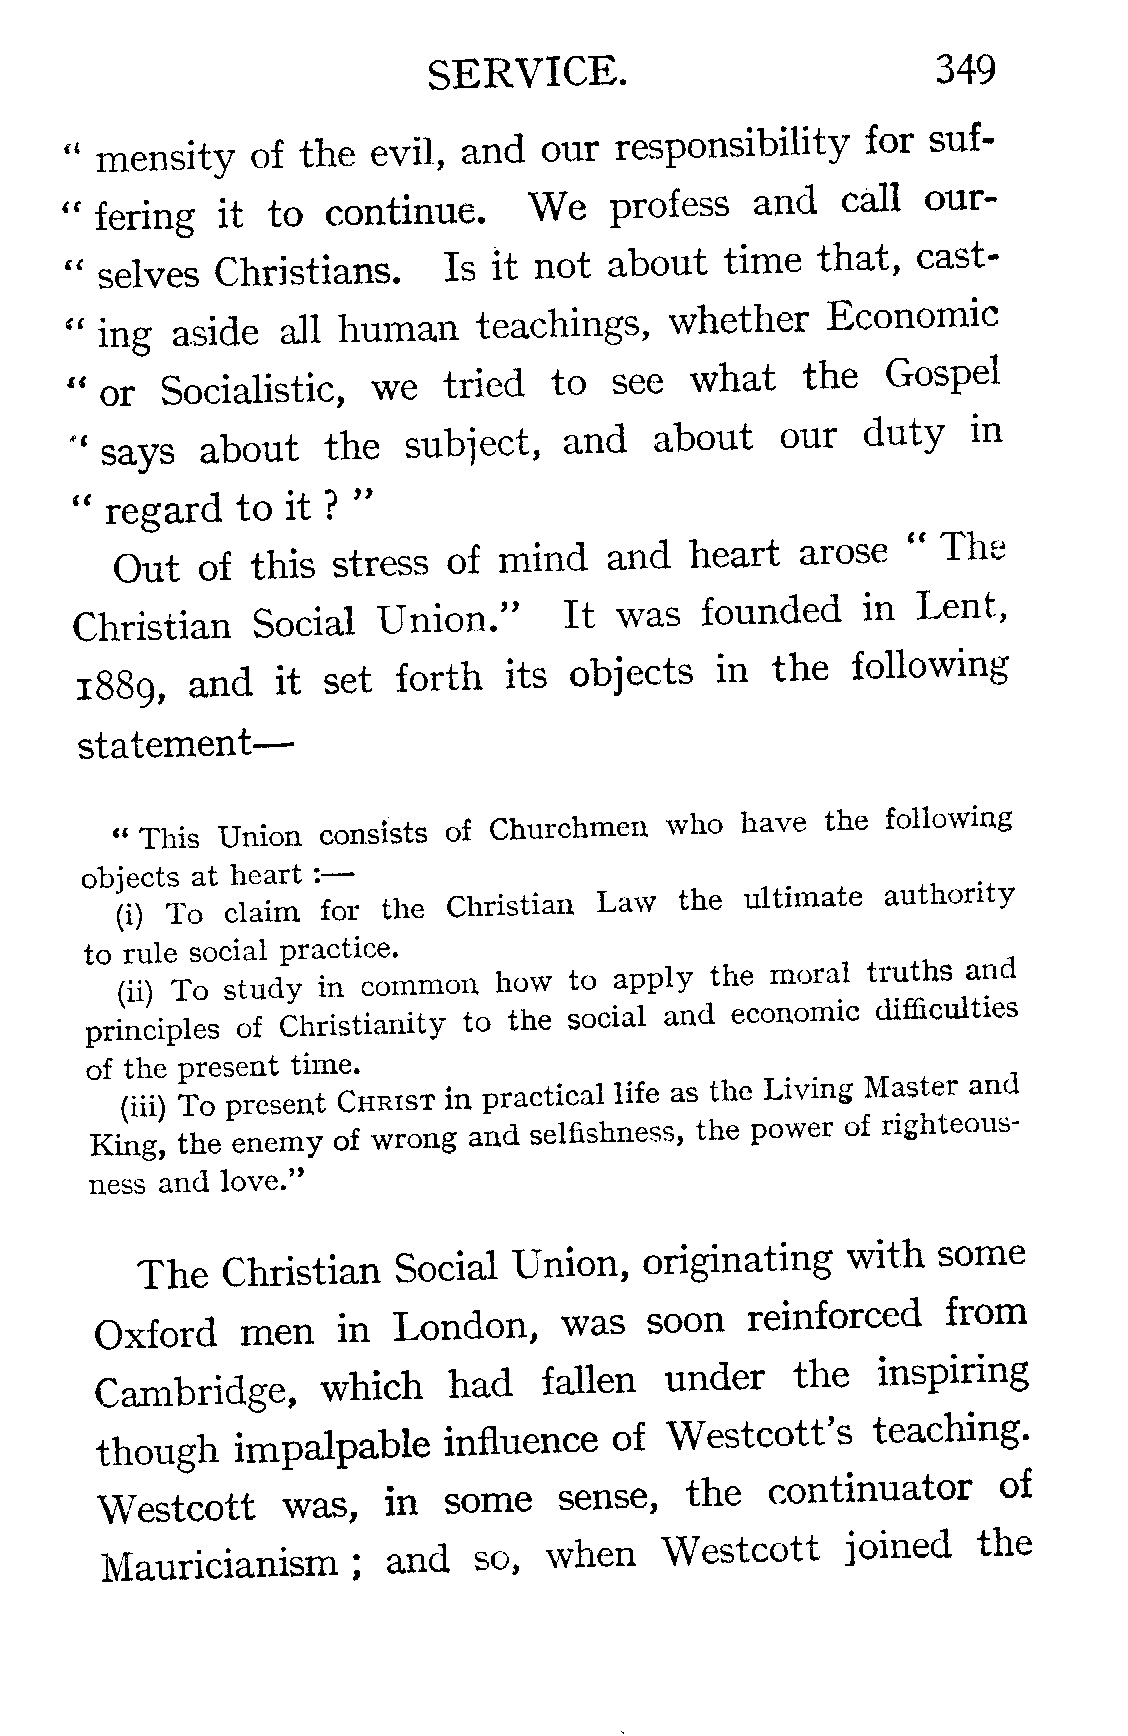 SERVICE. 349
“ mensity of the evil, and our responsibility for suf-
“ fering it to continue. We profess and call our-
“ selves Christians. Is it not about time that, cast-
“ ing aside all human teachings, whether Economic
“ or Socialistic, we tried to see what the Gospel
“ says about the subject, and about our duty in
“ regard to it ? ”
Out of this stress of mind and heart arose “ The
Christian Social Union.” It was founded in Lent,
1889, and it set forth its objects in the following
statement—
“ This Union consists of Churchmen who have the following
objects at heart :—
(i) To claim for the Christian Law the ultimate authority
to rule social practice.
(ii) To study in common how to apply the moral truths and
principles of Christianity to the social and economic difficulties
of the present time.
(iii) To present CHRIST in practical life as the Living Master and
King, the enemy of wrong and selfishness, the power of righteous-
ness and love.”
The Christian Social Union, originating with some
Oxford men in London, was soon reinforced from
Cambridge, which had fallen under the inspiring
though impalpable influence of Westcott’s teaching.
Westcott was, in some sense, the continuator of
Mauricianism ; and so, when Westcott joined the